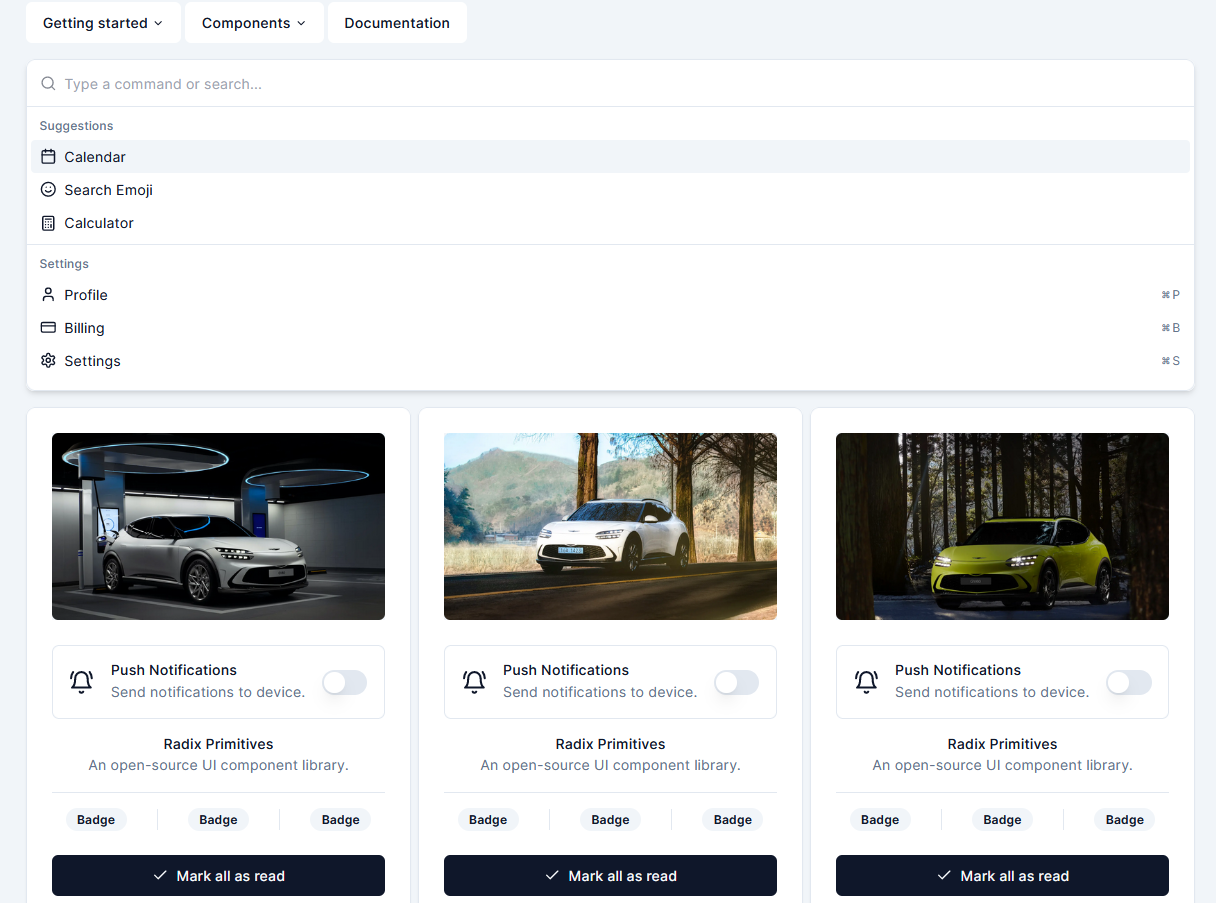 Getting started
Components
Documentation
Type a command or search...
Suggestions
Calendar
Search Emoji
Calculator
Settings
Profile ⌘P
Billing ⌘B
Settings ⌘S
Push Notifications
Send notifications to device.
Radix Primitives
An open-source UI component library.
Badge Badge Badge
Mark all as read
Push Notifications
Send notifications to device.
Radix Primitives
An open-source UI component library.
Badge Badge Badge
Mark all as read
Push Notifications
Send notifications to device.
Radix Primitives
An open-source UI component library.
Badge Badge Badge
Mark all as read